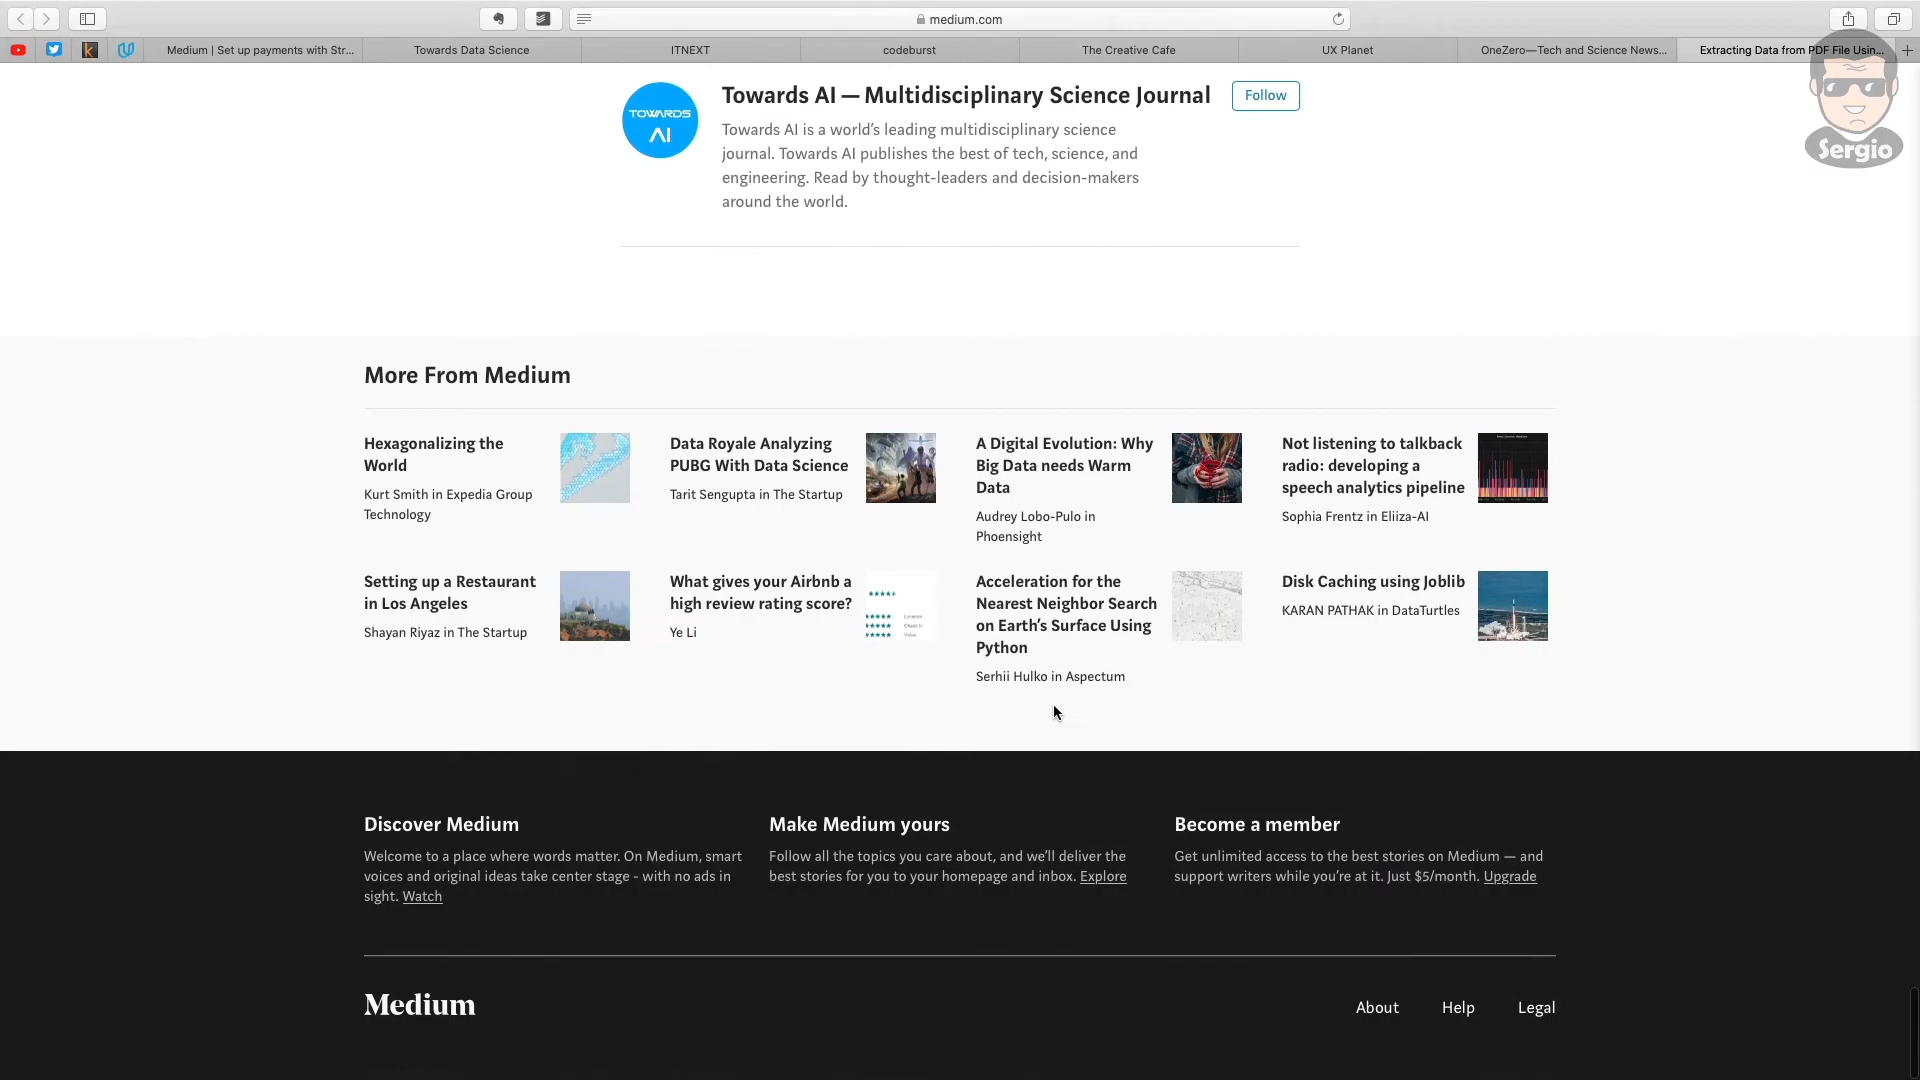 medium.com
Medium | Set up payments with Str...
Towards Data Science
ITNEXT
codeburst
The Creative Cafe
UX Planet
OneZero—Tech and Science News...
Extracting Data from PDF File Usin...
Sergio
TOWARDS
AI
Towards AI — Multidisciplinary Science Journal
Follow
Towards AI is a world’s leading multidisciplinary science
journal. Towards AI publishes the best of tech, science, and
engineering. Read by thought-leaders and decision-makers
around the world.
More From Medium
Hexagonalizing the
World
Kurt Smith in Expedia Group
Technology
Data Royale Analyzing
PUBG With Data Science
Tarit Sengupta in The Startup
A Digital Evolution: Why
Big Data needs Warm
Data
Audrey Lobo-Pulo in
Phoensight
Not listening to talkback
radio: developing a
speech analytics pipeline
Sophia Frentz in Eliiza-AI
Setting up a Restaurant
in Los Angeles
Shayan Riyaz in The Startup
What gives your Airbnb a
high review rating score?
Ye Li
Location
Check In
Value
Acceleration for the
Nearest Neighbor Search
on Earth’s Surface Using
Python
Serhii Hulko in Aspectum
Disk Caching using Joblib
KARAN PATHAK in DataTurtles
Discover Medium
Welcome to a place where words matter. On Medium, smart
voices and original ideas take center stage - with no ads in
sight. Watch
Make Medium yours
Follow all the topics you care about, and we’ll deliver the
best stories for you to your homepage and inbox. Explore
Become a member
Get unlimited access to the best stories on Medium — and
support writers while you’re at it. Just $5/month. Upgrade
Medium
About
Help
Legal